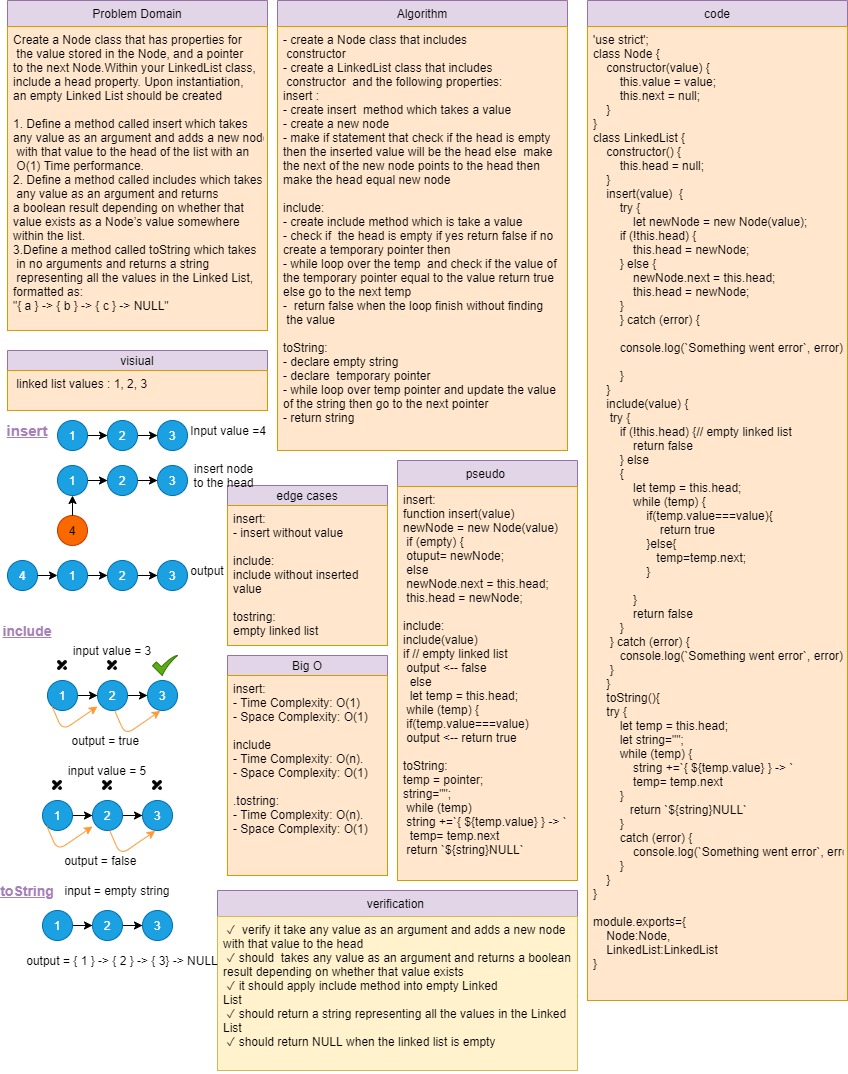 Problem Domain
Create a Node class that has properties for
the value stored in the Node, and a pointer
to the next Node.Within your LinkedList class,
include a head property. Upon instantiation,
an empty Linked List should be created
1. Define a method called insert which takes
any value as an argument and adds a new nod
with that value to the head of the list with an
O(1) Time performance.
2. Define a method called includes which takes
any value as an argument and returns
a boolean result depending on whether that
value exists as a Node's value somewhere
within the list.
3.Define a method called toString which takes
in no arguments and returns a string
representing all the values in the Linked List,
formatted as:
"{ a } -> { b } -> { c } -> NULL"
visiual
linked list values : 1, 2, 3
insert
1
2
3
Input value =4
1
2
3
insert node
to the head
4
4
1
2
3
output
include
input value = 3
1
2
3
output = true
input value = 5
1
2
3
output = false
toString
input = empty string
1
2
3
output = { 1 } -> { 2 } -> { 3} -> NULL
Algorithm
- create a Node class that includes
constructor
- create a LinkedList class that includes
constructor and the following properties:
insert :
- create insert method which takes a value
- create a new node
- make if statement that check if the head is empty
then the inserted value will be the head else make
the next of the new node points to the head then
make the head equal new node
include:
- create include method which is take a value
- check if the head is empty if yes return false if no
create a temporary pointer then
- while loop over the temp and check if the value of
the temporary pointer equal to the value return true
else go to the next temp
- return false when the loop finish without finding
the value
toString:
- declare empty string
- declare temporary pointer
- while loop over temp pointer and update the value
of the string then go to the next pointer
- return string
edge cases
insert:
- insert without value
include:
include without inserted
value
tostring:
empty linked list
Big O
insert:
- Time Complexity: O(1)
- Space Complexity: O(1)
include
- Time Complexity: O(n).
- Space Complexity: O(1)
.tostring:
- Time Complexity: O(n).
- Space Complexity: O(1)
pseudo
insert:
function insert(value)
newNode = new Node(value)
if (empty) {
otuput= newNode;
else
newNode.next = this.head;
this.head = newNode;
include:
include(value)
if // empty linked list
output <-- false
else
let temp = this.head;
while (temp) {
if(temp.value===value)
output <-- return true
toString:
temp = pointer;
string="";
while (temp)
string +=`{ ${temp.value} } -> `
temp= temp.next
return `${string}NULL`
verification
✓ verify it take any value as an argument and adds a new node
with that value to the head
✓ should takes any value as an argument and returns a boolean
result depending on whether that value exists
✓ it should apply include method into empty Linked
List
✓ should return a string representing all the values in the Linked
List
✓ should return NULL when the linked list is empty
code
'use strict';
class Node {
constructor(value) {
this.value = value;
this.next = null;
}
}
class LinkedList {
constructor() {
this.head = null;
}
insert(value) {
try {
let newNode = new Node(value);
if (!this.head) {
this.head = newNode;
} else {
newNode.next = this.head;
this.head = newNode;
}
} catch (error) {
console.log(`Something went error`, error)
}
}
include(value) {
try {
if (!this.head) {// empty linked list
return false
} else
{
let temp = this.head;
while (temp) {
if(temp.value===value){
return true
}else{
temp=temp.next;
}
}
return false
}
} catch (error) {
console.log(`Something went error`, error)
}
}
toString(){
try {
let temp = this.head;
let string="";
while (temp) {
string +=`{ ${temp.value} } -> `
temp= temp.next
}
return `${string}NULL`
}
catch (error) {
console.log(`Something went error`, err
}
}
}
module.exports={
Node:Node,
LinkedList:LinkedList
}